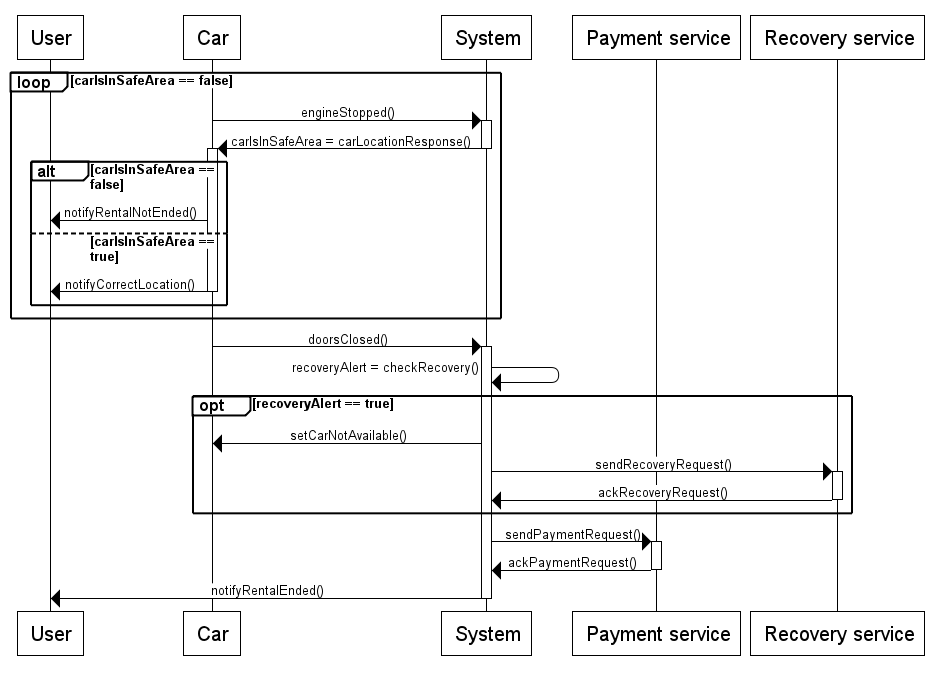 User
Car
System
Payment service
Recovery service
loop
[carIsInSafeArea == false]
engineStopped()
carIsInSafeArea = carLocationResponse()
alt
[carIsInSafeArea ==
false]
notifyRentalNotEnded()
[carIsInSafeArea ==
true]
notifyCorrectLocation()
doorsClosed()
recoveryAlert = checkRecovery()
opt
[recoveryAlert == true]
setCarNotAvailable()
sendRecoveryRequest()
ackRecoveryRequest()
sendPaymentRequest()
ackPaymentRequest()
notifyRentalEnded()
User
Car
System
Payment service
Recovery service